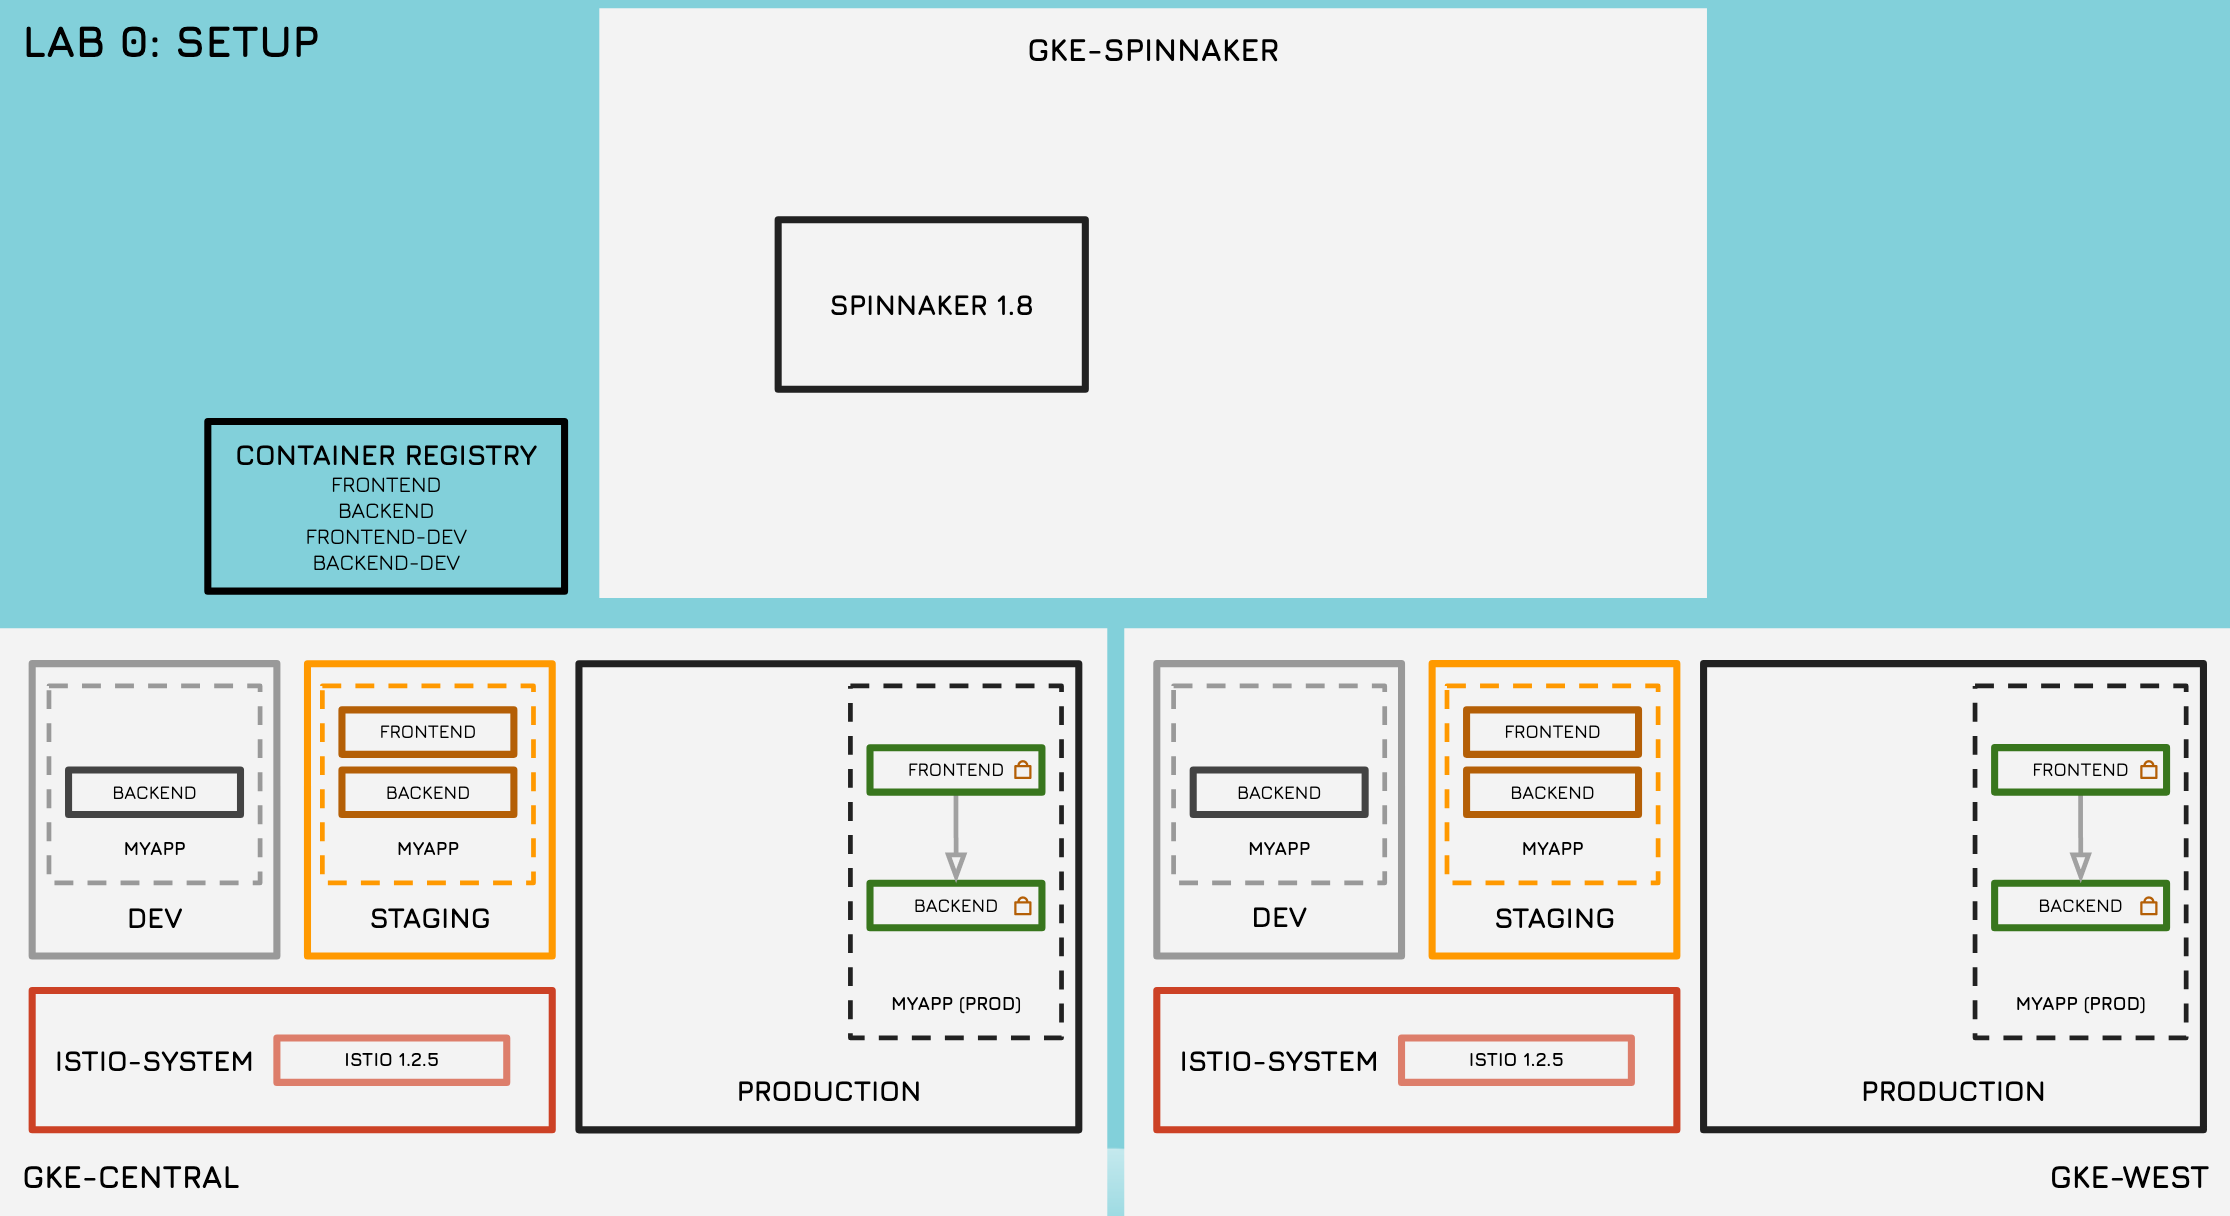 LAB 0: SETUP
GKE-SPINNAKER
SPINNAKER 1.8
CONTAINER REGISTRY
FRONTEND
BACKEND
FRONTEND-DEV
BACKEND-DEV
BACKEND
MYAPP
DEV
FRONTEND
BACKEND
MYAPP
STAGING
FRONTEND
BACKEND
MYAPP (PROD)
PRODUCTION
ISTIO-SYSTEM
ISTIO 1.2.5
GKE-CENTRAL
BACKEND
MYAPP
DEV
FRONTEND
BACKEND
MYAPP
STAGING
FRONTEND
BACKEND
MYAPP (PROD)
PRODUCTION
ISTIO-SYSTEM
ISTIO 1.2.5
GKE-WEST